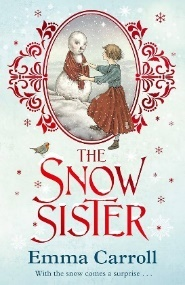 THE
SNOW
SISTER
Emma Carroll
With the snow comes a surprise . . .